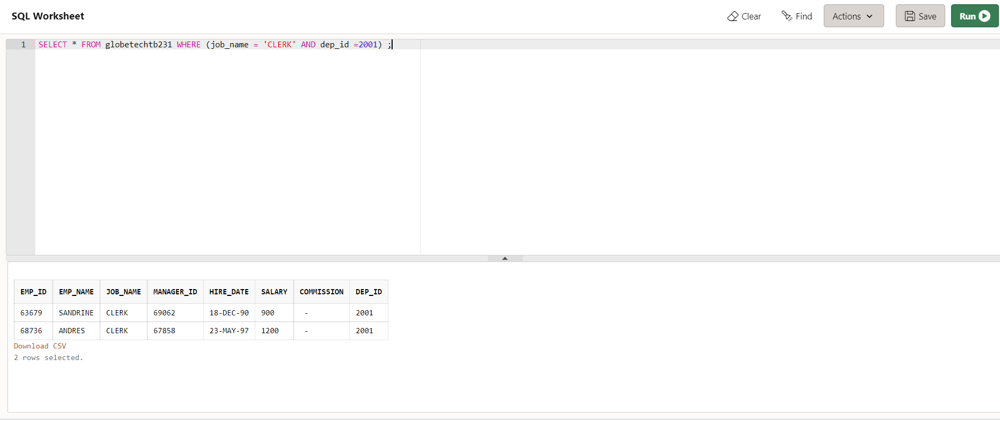 SQL Worksheet Clear Find Actions Save Run
1 SELECT * FROM globetechtb231 WHERE (job_name = 'CLERK' AND dep_id =2001) ;
EMP_ID EMP_NAME JOB_NAME MANAGER_ID HIRE_DATE SALARY COMMISSION DEP_ID
63679 SANDRINE CLERK 69062 18-DEC-90 900 - 2001
68736 ANDRES CLERK 67858 23-MAY-97 1200 - 2001
Download CSV
2 rows selected.